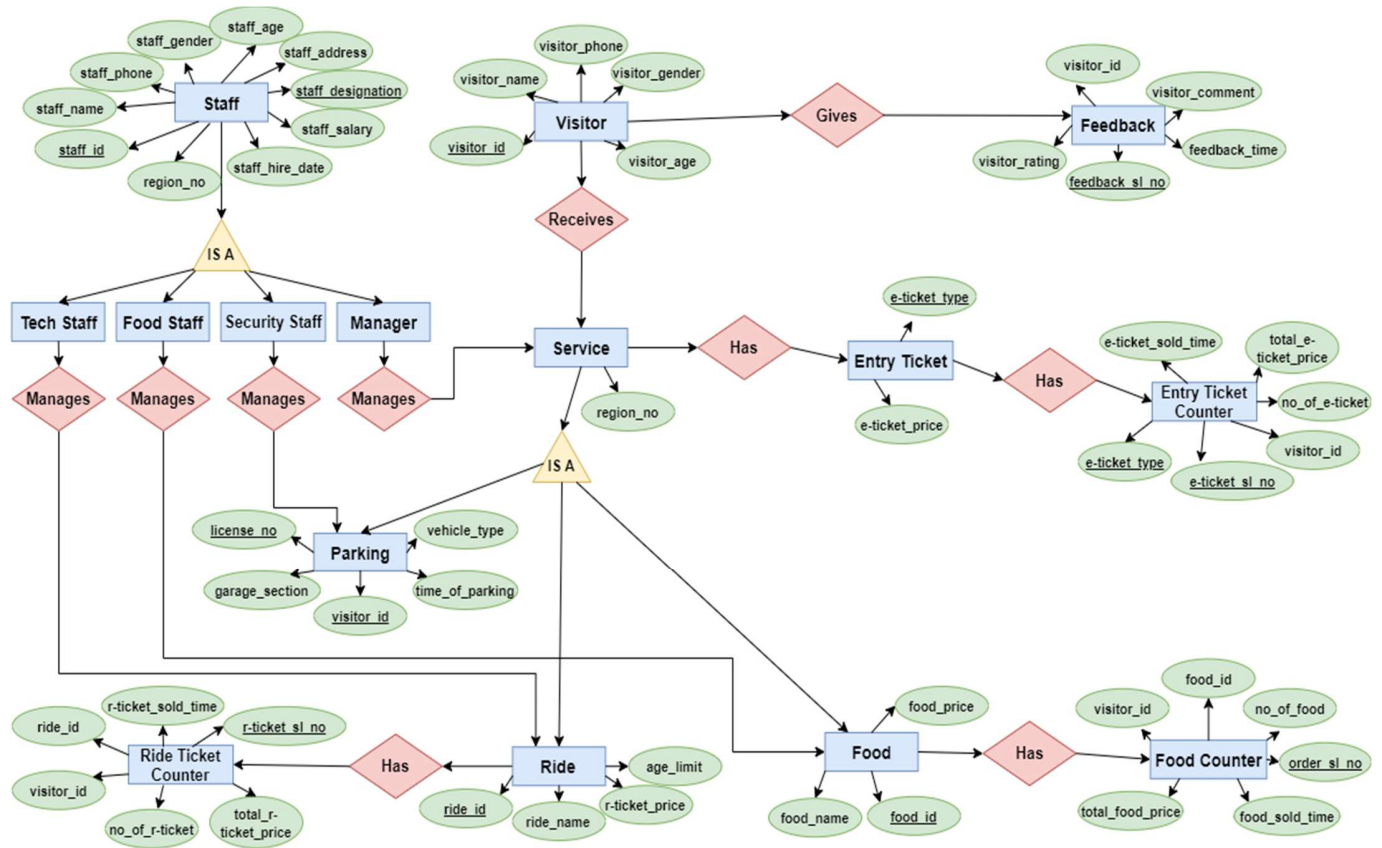 staff_age
staff_gender
staff_address
staff_phone
staff_designation
Staff
staff_name
staff_salary
staff_id
staff_hire_date
region_no
visitor_phone
visitor_name
visitor_gender
Visitor
visitor_id
visitor_age
Gives
visitor_id
visitor_comment
Feedback
visitor_rating
feedback_time
feedback_sl_no
Receives
IS A
Tech Staff
Food Staff
Security Staff
Manager
Manages
Manages
Manages
Manages
Service
region_no
Has
e-ticket_type
Entry Ticket
e-ticket_price
Has
e-ticket_sold_time
total_e-
ticket_price
Entry Ticket
Counter
no_of_e-ticket
visitor_id
e-ticket_type
e-ticket_sl_no
IS A
license_no
vehicle_type
Parking
garage_section
time_of_parking
visitor_id
r-ticket_sold_time
ride_id
r-ticket_sl_no
Ride Ticket
Counter
visitor_id
no_of_r-ticket
total_r-
ticket_price
Has
Ride
age_limit
ride_id
ride_name
r-ticket_price
food_price
Food
food_name
food_id
Has
food_id
visitor_id
no_of_food
Food Counter
order_sl_no
total_food_price
food_sold_time